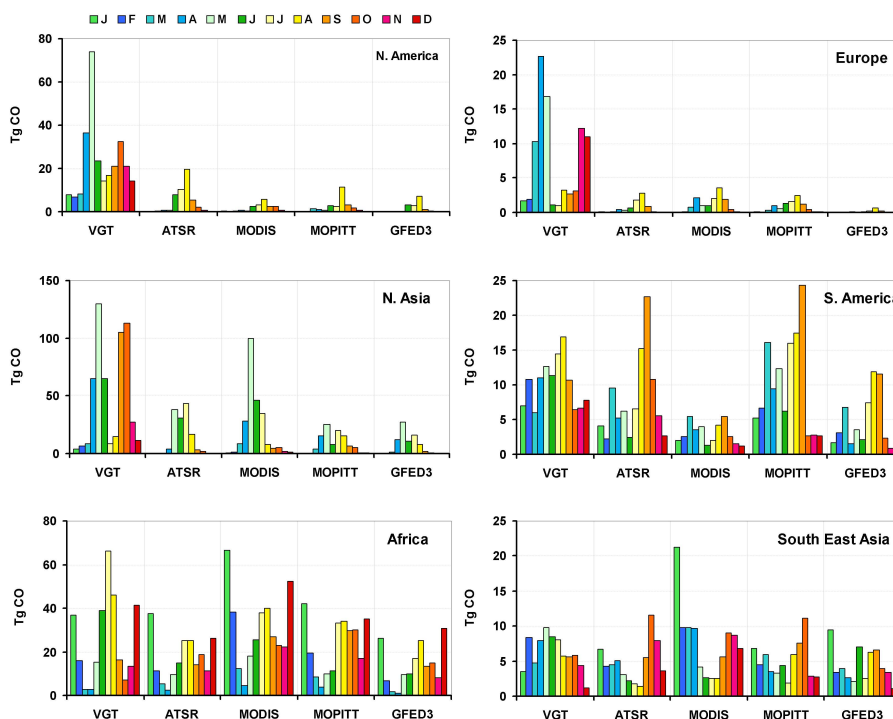 J F M A M J J A S O N D
N. America
Tg CO
80
60
40
20
0
VGT ATSR MODIS MOPITT GFED3
Europe
Tg CO
25
20
15
10
5
0
VGT ATSR MODIS MOPITT GFED3
N. Asia
Tg CO
150
100
50
0
VGT ATSR MODIS MOPITT GFED3
S. America
Tg CO
25
20
15
10
5
0
VGT ATSR MODIS MOPITT GFED3
Africa
Tg CO
80
60
40
20
0
VGT ATSR MODIS MOPITT GFED3
South East Asia
Tg CO
25
20
15
10
5
0
VGT ATSR MODIS MOPITT GFED3